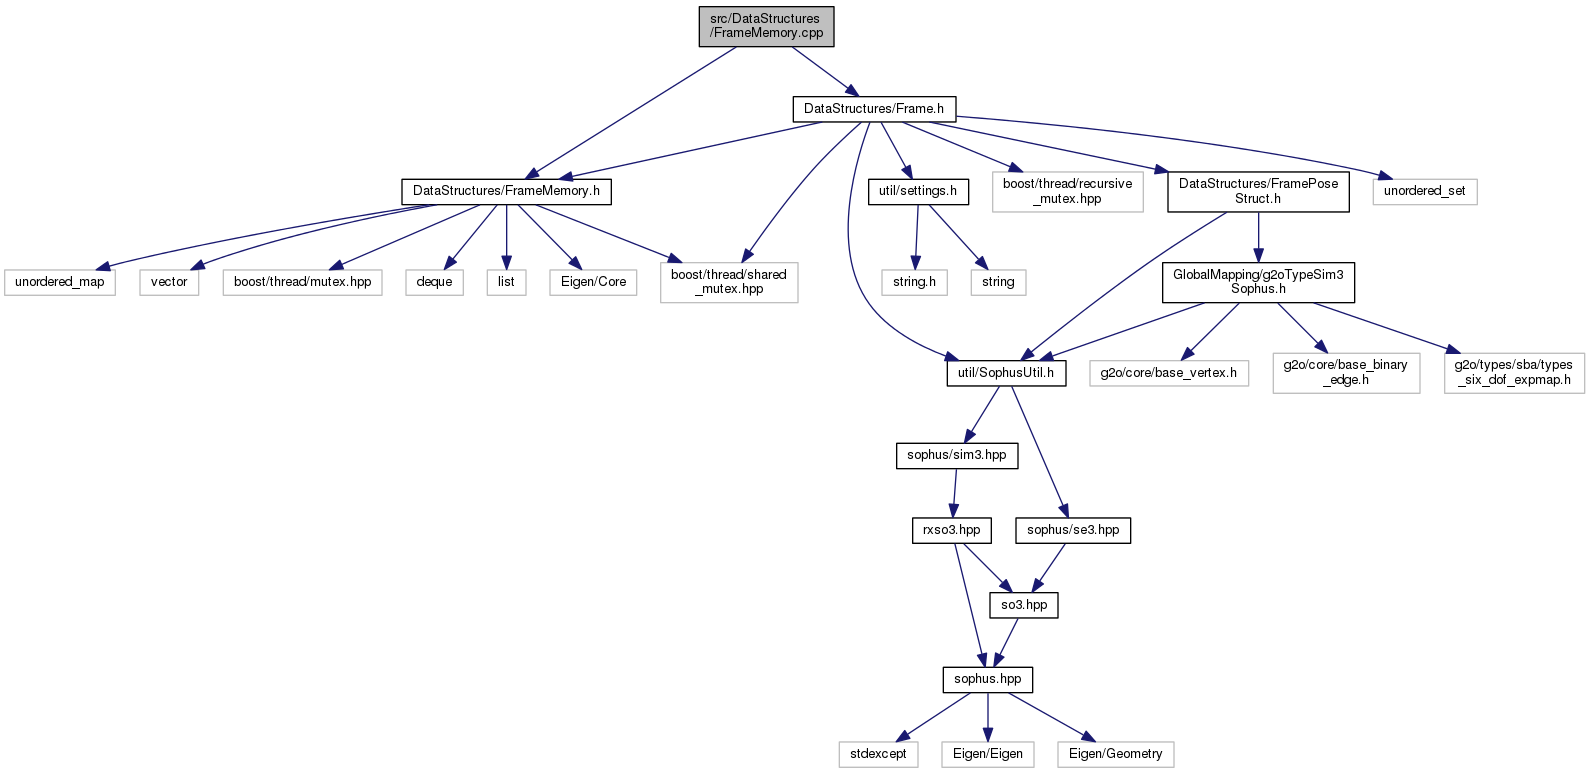 src/DataStructures
/FrameMemory.cpp
DataStructures/Frame.h
DataStructures/FrameMemory.h
util/settings.h
boost/thread/recursive
_mutex.hpp
DataStructures/FramePose
Struct.h
unordered_set
unordered_map
vector
boost/thread/mutex.hpp
deque
list
Eigen/Core
boost/thread/shared
_mutex.hpp
string.h
string
GlobalMapping/g2oTypeSim3
Sophus.h
util/SophusUtil.h
g2o/core/base_vertex.h
g2o/core/base_binary
_edge.h
g2o/types/sba/types
_six_dof_expmap.h
sophus/sim3.hpp
rxso3.hpp
sophus/se3.hpp
so3.hpp
sophus.hpp
stdexcept
Eigen/Eigen
Eigen/Geometry